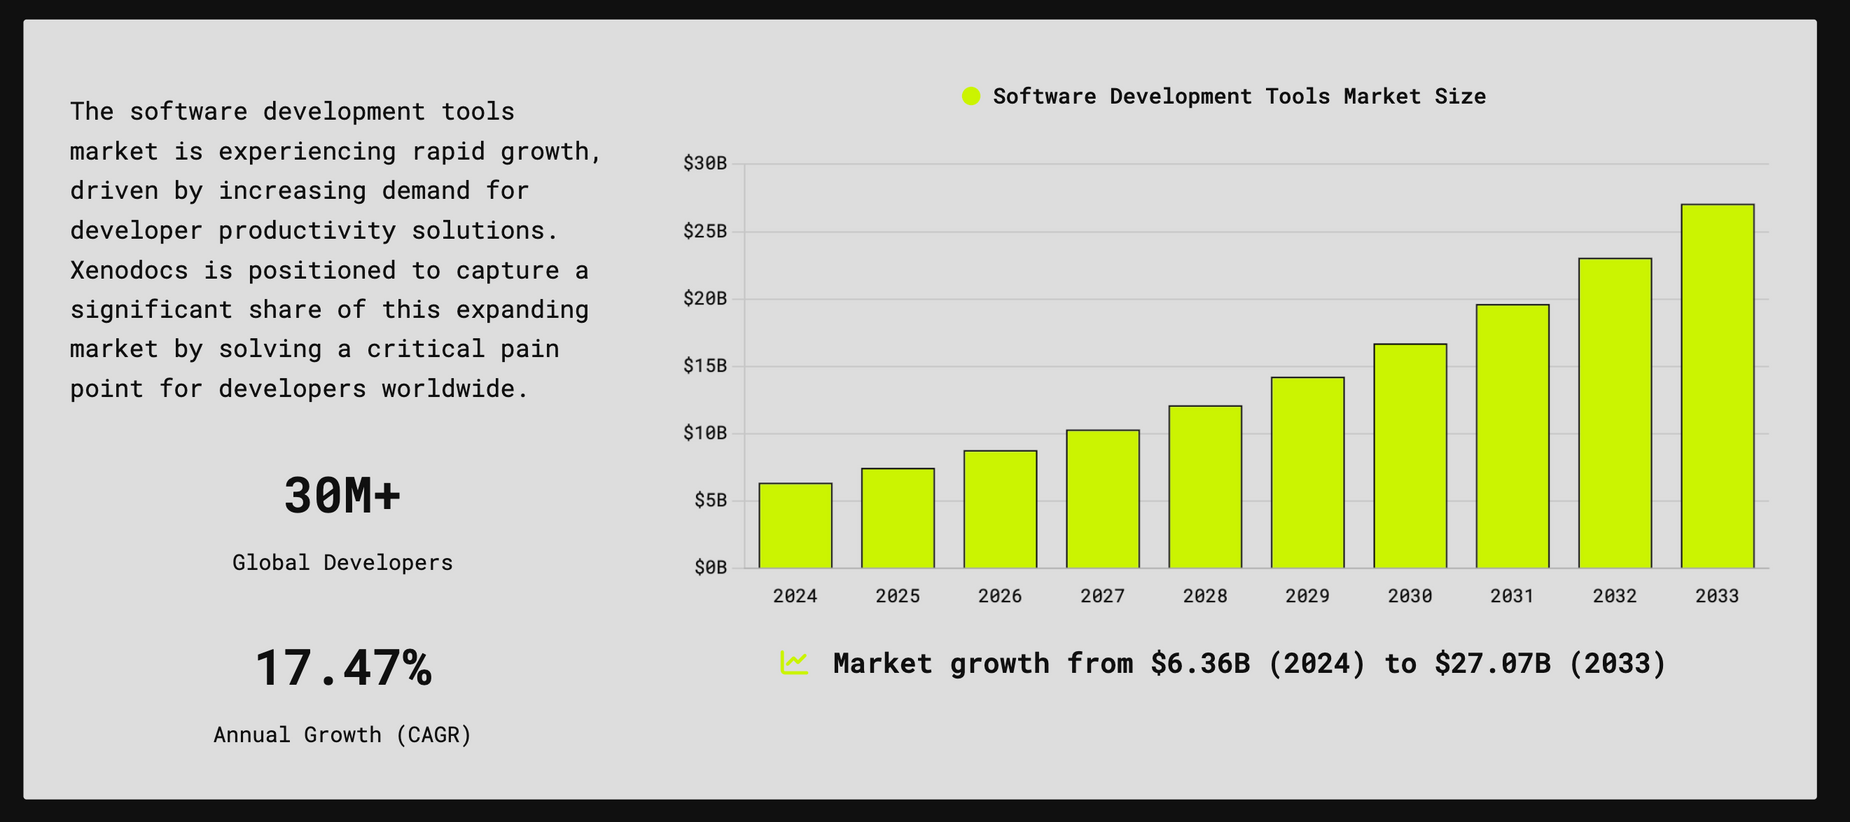 The software development tools
market is experiencing rapid growth,
driven by increasing demand for
developer productivity solutions.
Xenodocs is positioned to capture a
significant share of this expanding
market by solving a critical pain
point for developers worldwide.
30M+
Global Developers
17.47%
Annual Growth (CAGR)
Software Development Tools Market Size
$30B
$25B
$20B
$15B
$10B
$5B
$0B
2024 2025 2026 2027 2028 2029 2030 2031 2032 2033
Market growth from $6.36B (2024) to $27.07B (2033)